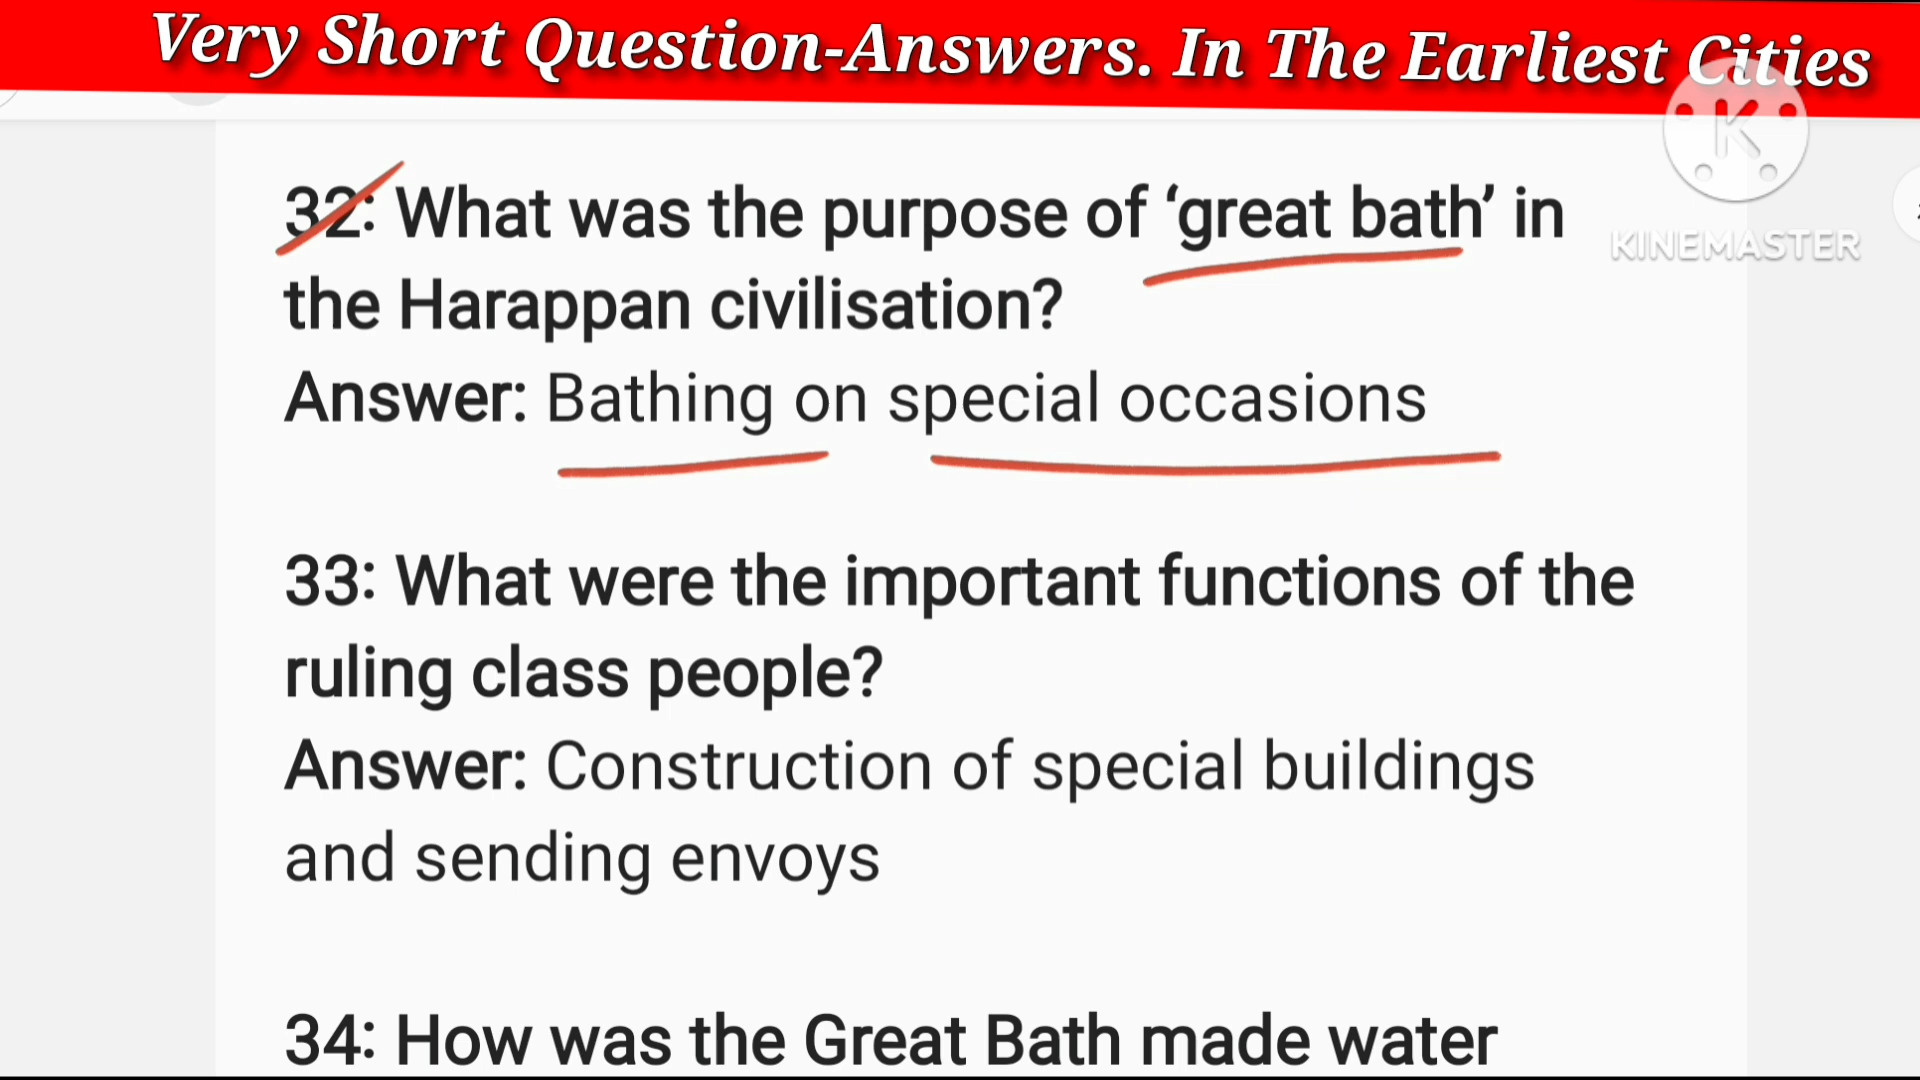 Very Short Question-Answers. In The Earliest Cities
K
KINEMASTER
32: What was the purpose of ‘great bath’ in
the Harappan civilisation?
Answer: Bathing on special occasions
33: What were the important functions of the
ruling class people?
Answer: Construction of special buildings
and sending envoys
34: How was the Great Bath made water